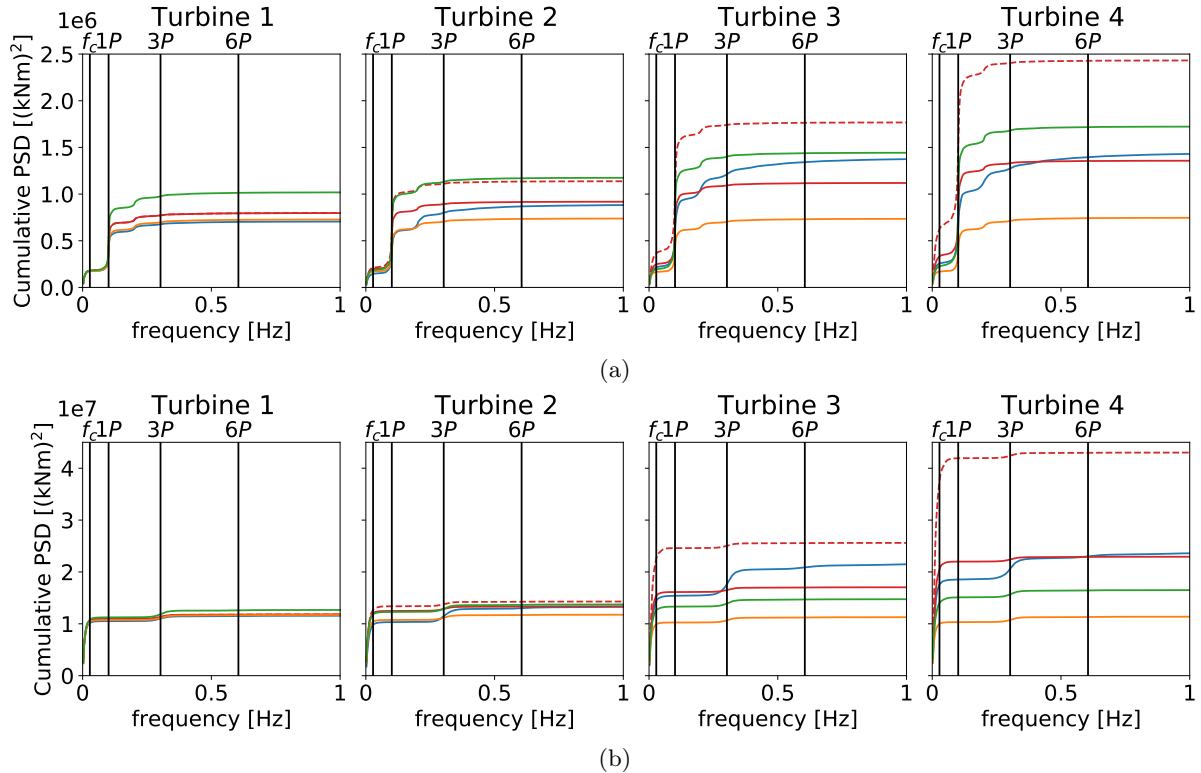 1e6 Turbine 1 Turbine 2 Turbine 3 Turbine 4
f_c 1P 3P 6P f_c 1P 3P 6P f_c 1P 3P 6P f_c 1P 3P 6P
Cumulative PSD [(kNm)²]
2.5
2.0
1.5
1.0
0.5
0.0
0 0.5 1 0 0.5 1 0 0.5 1 0 0.5 1
frequency [Hz] frequency [Hz] frequency [Hz] frequency [Hz]
(a)
1e7 Turbine 1 Turbine 2 Turbine 3 Turbine 4
f_c 1P 3P 6P f_c 1P 3P 6P f_c 1P 3P 6P f_c 1P 3P 6P
Cumulative PSD [(kNm)²]
4
3
2
1
0
0 0.5 1 0 0.5 1 0 0.5 1 0 0.5 1
frequency [Hz] frequency [Hz] frequency [Hz] frequency [Hz]
(b)